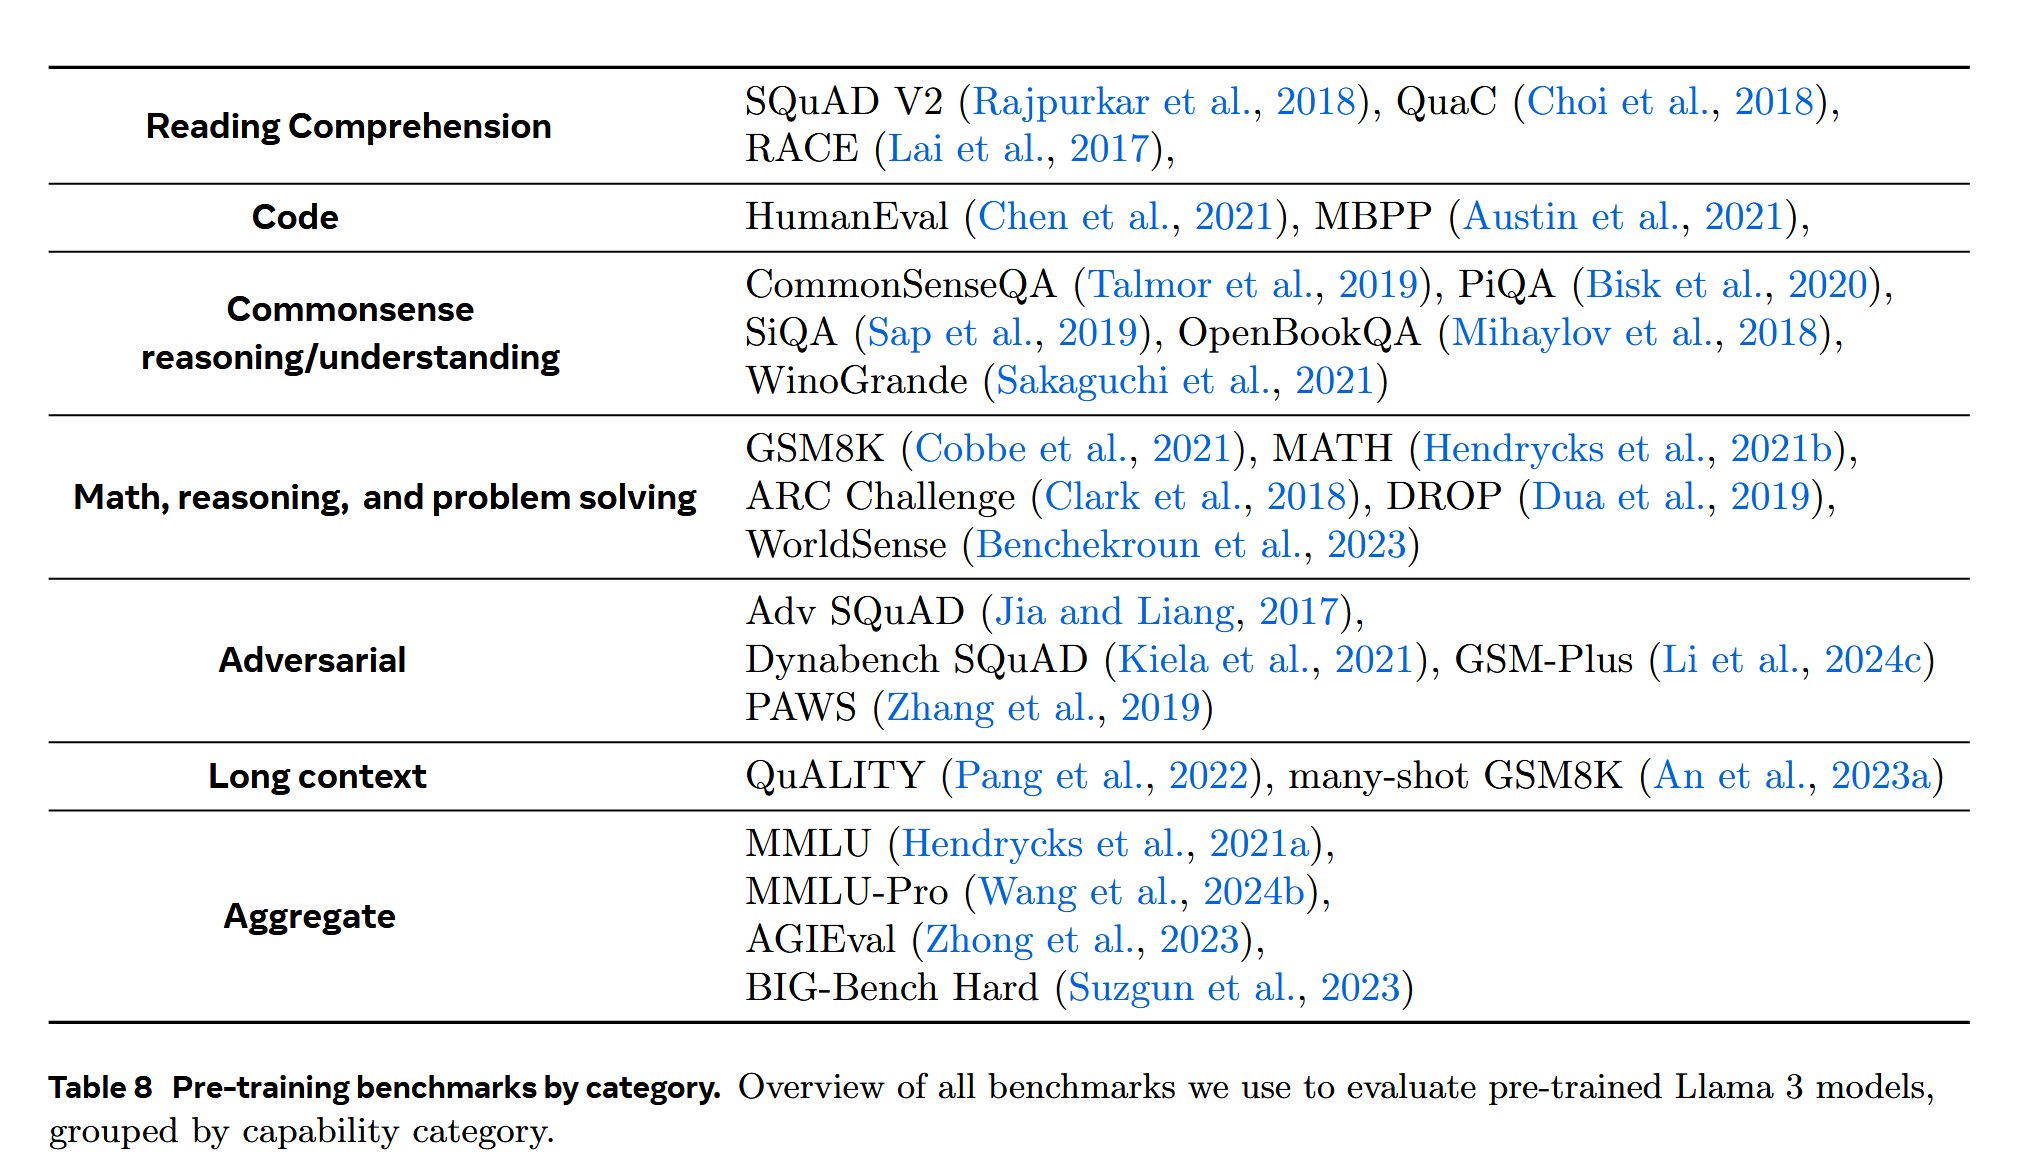 Reading Comprehension
SQuAD V2 (Rajpurkar et al., 2018), QuaC (Choi et al., 2018),
RACE (Lai et al., 2017),
Code
HumanEval (Chen et al., 2021), MBPP (Austin et al., 2021),
Commonsense
reasoning/understanding
CommonSenseQA (Talmor et al., 2019), PiQA (Bisk et al., 2020),
SiQA (Sap et al., 2019), OpenBookQA (Mihaylov et al., 2018),
WinoGrande (Sakaguchi et al., 2021)
Math, reasoning, and problem solving
GSM8K (Cobbe et al., 2021), MATH (Hendrycks et al., 2021b),
ARC Challenge (Clark et al., 2018), DROP (Dua et al., 2019),
WorldSense (Benchekroun et al., 2023)
Adversarial
Adv SQuAD (Jia and Liang, 2017),
Dynabench SQuAD (Kiela et al., 2021), GSM-Plus (Li et al., 2024c)
PAWS (Zhang et al., 2019)
Long context
QuALITY (Pang et al., 2022), many-shot GSM8K (An et al., 2023a)
Aggregate
MMLU (Hendrycks et al., 2021a),
MMLU-Pro (Wang et al., 2024b),
AGIEval (Zhong et al., 2023),
BIG-Bench Hard (Suzgun et al., 2023)
Table 8 Pre-training benchmarks by category. Overview of all benchmarks we use to evaluate pre-trained Llama 3 models,
grouped by capability category.